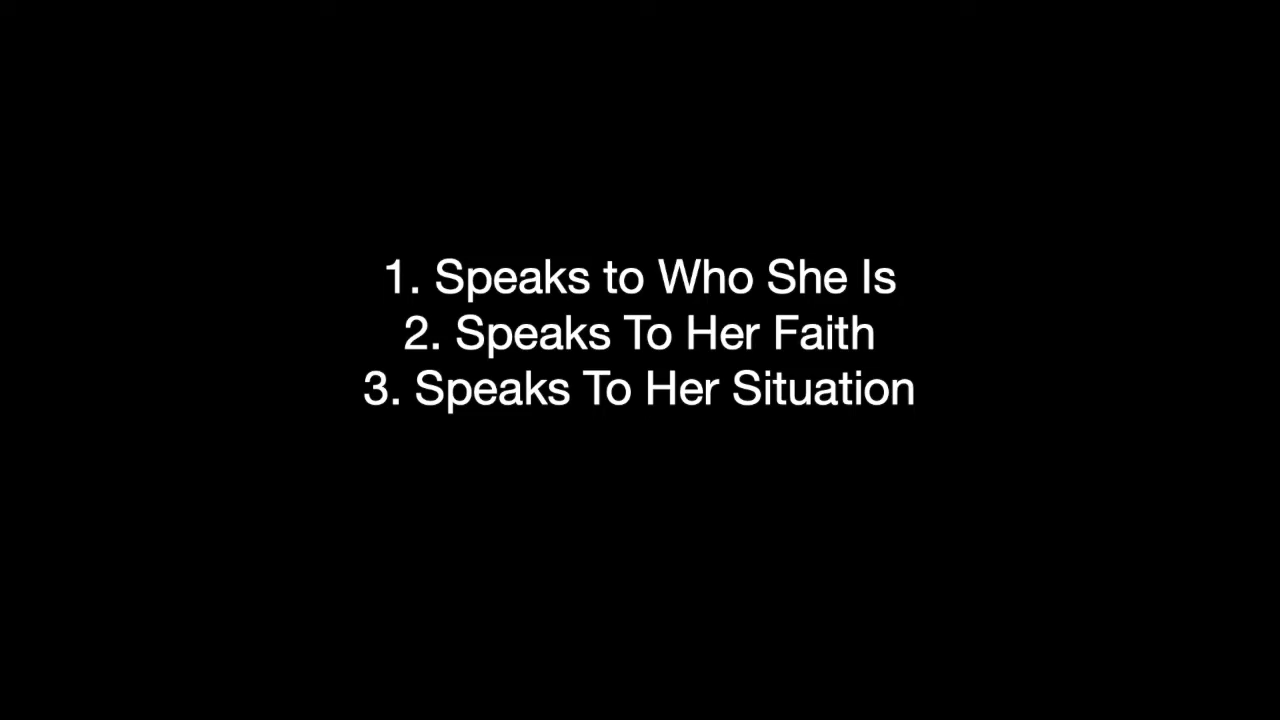 1. Speaks to Who She Is
2. Speaks To Her Faith
3. Speaks To Her Situation